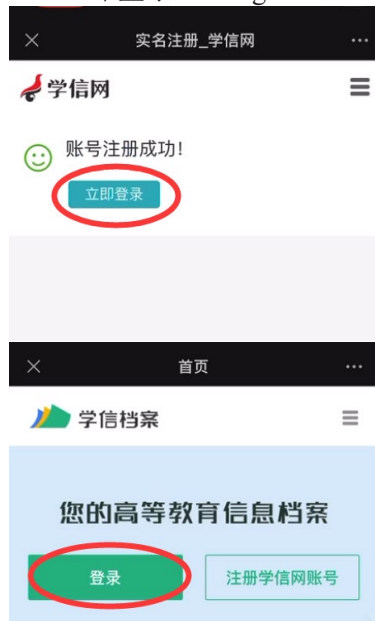 实名注册_学信网
学信网
账号注册成功!
立即登录
首页
学信档案
您的高等教育信息档案
登录
注册学信网账号